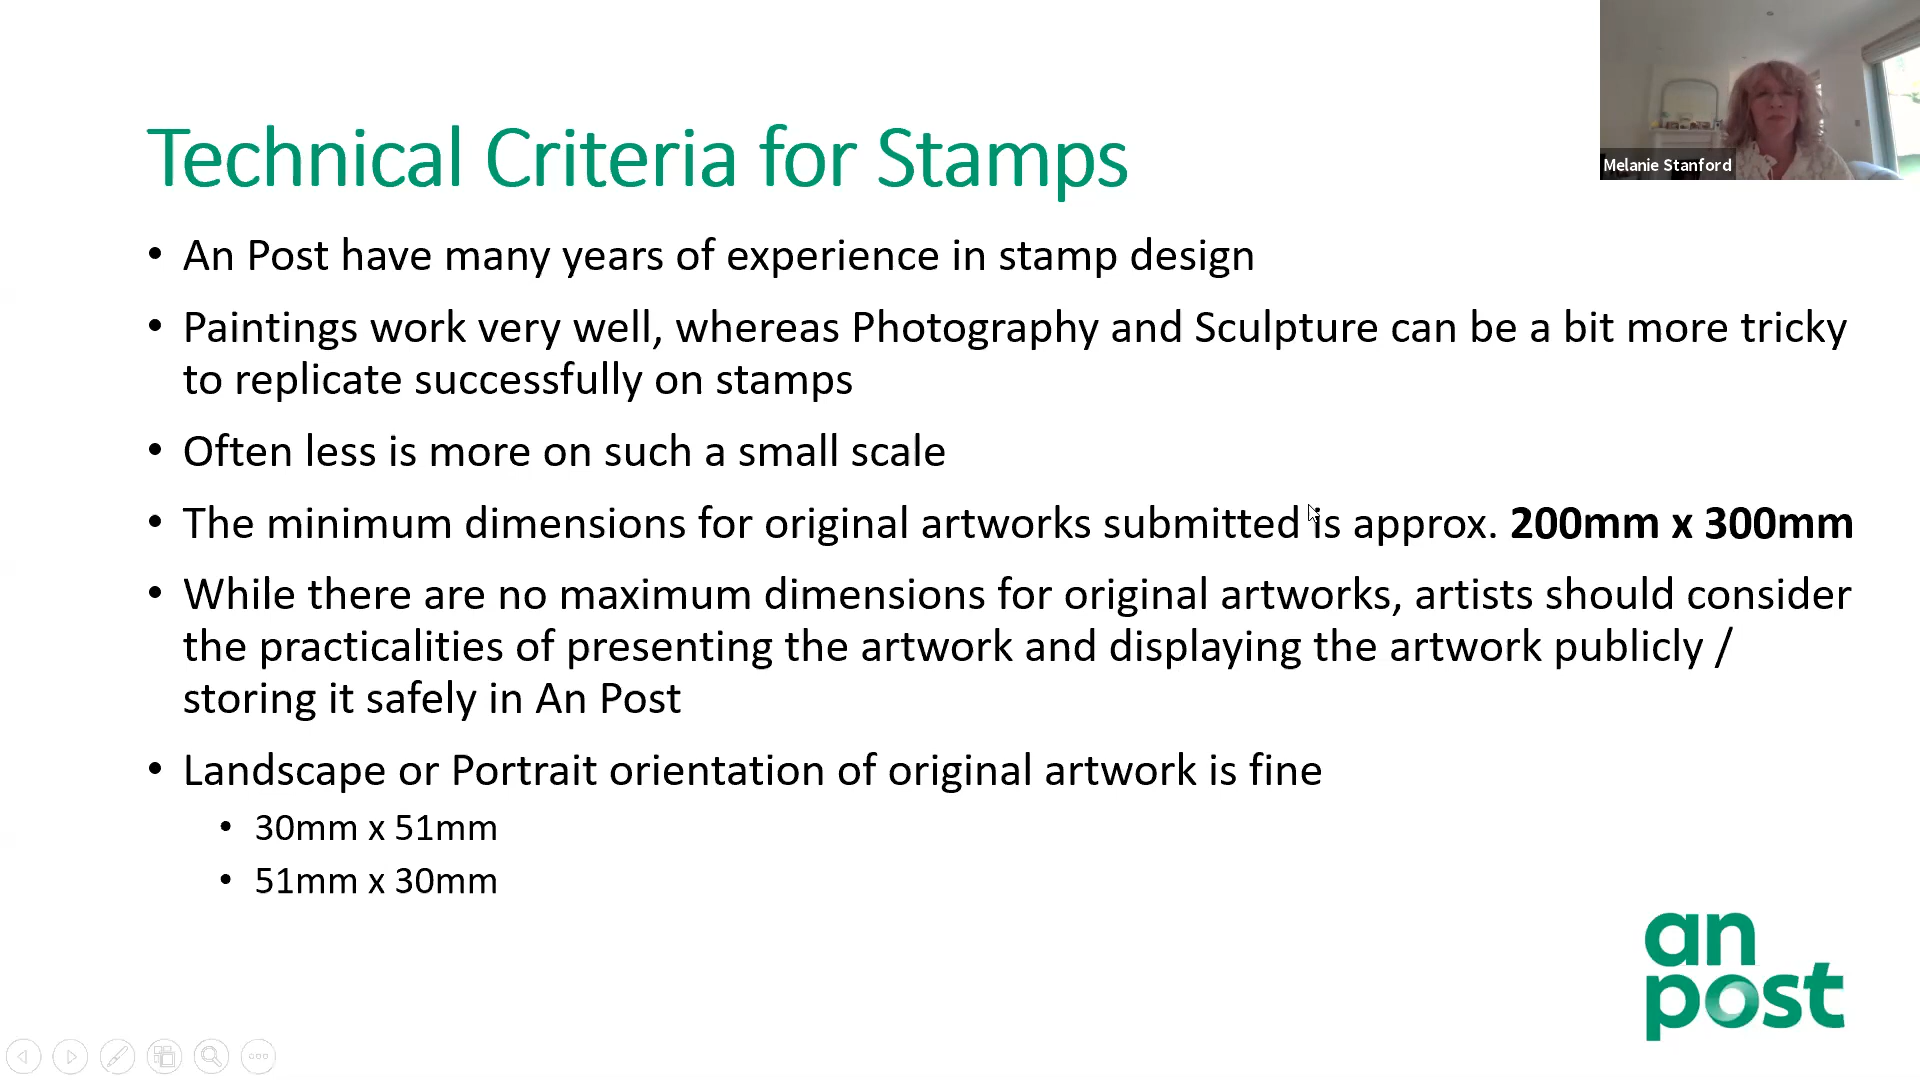 Technical Criteria for Stamps
Melanie Stanford
• An Post have many years of experience in stamp design
• Paintings work very well, whereas Photography and Sculpture can be a bit more tricky
to replicate successfully on stamps
• Often less is more on such a small scale
• The minimum dimensions for original artworks submitted is approx. 200mm x 300mm
• While there are no maximum dimensions for original artworks, artists should consider
the practicalities of presenting the artwork and displaying the artwork publicly /
storing it safely in An Post
• Landscape or Portrait orientation of original artwork is fine
• 30mm x 51mm
• 51mm x 30mm
an
post